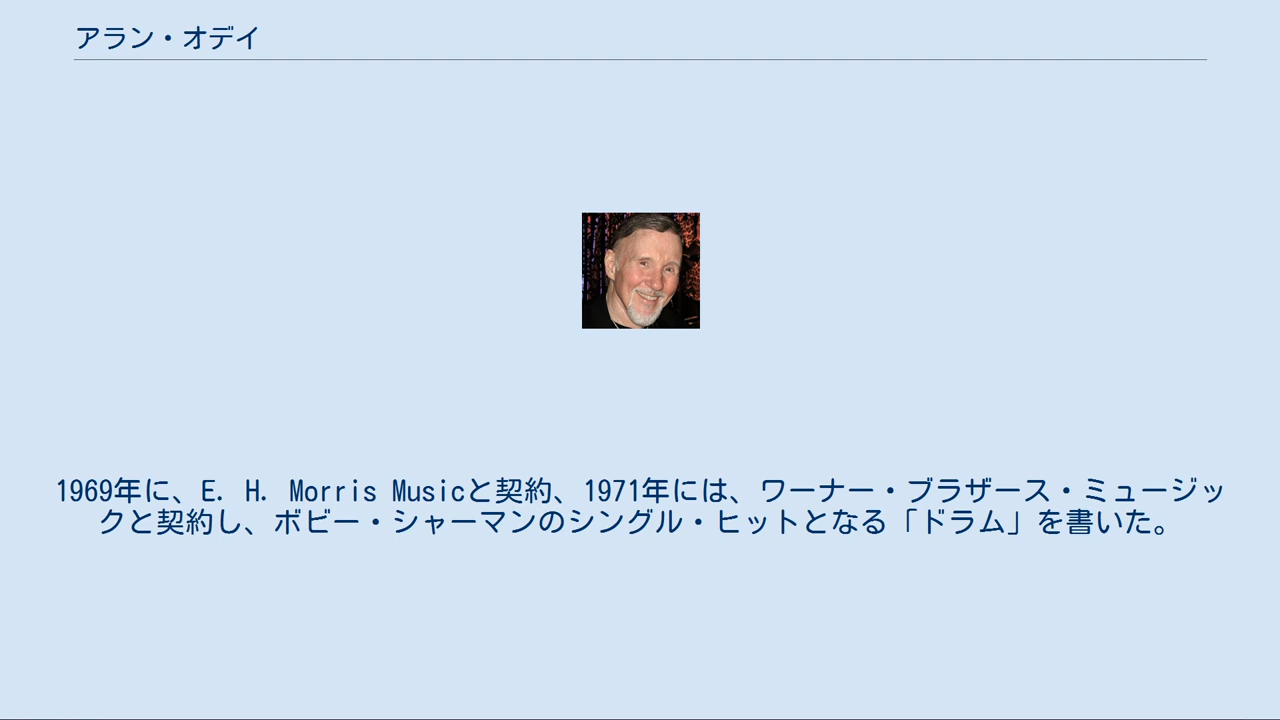 アラン・オデイ
1969年に、E. H. Morris Musicと契約、1971年には、ワーナー・ブラザース・ミュージッ
クと契約し、ボビー・シャーマンのシングル・ヒットとなる「ドラム」を書いた。